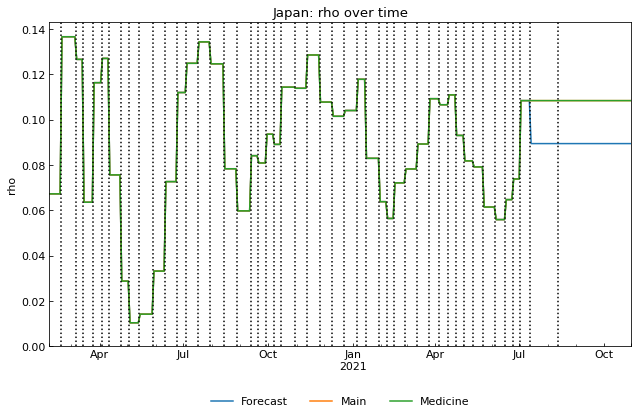 Japan: rho over time
0.14
0.12
0.10
0.08
0.06
0.04
0.02
0.00
rho
Apr Jul Oct Jan Apr Jul Oct
2021
Forecast Main Medicine